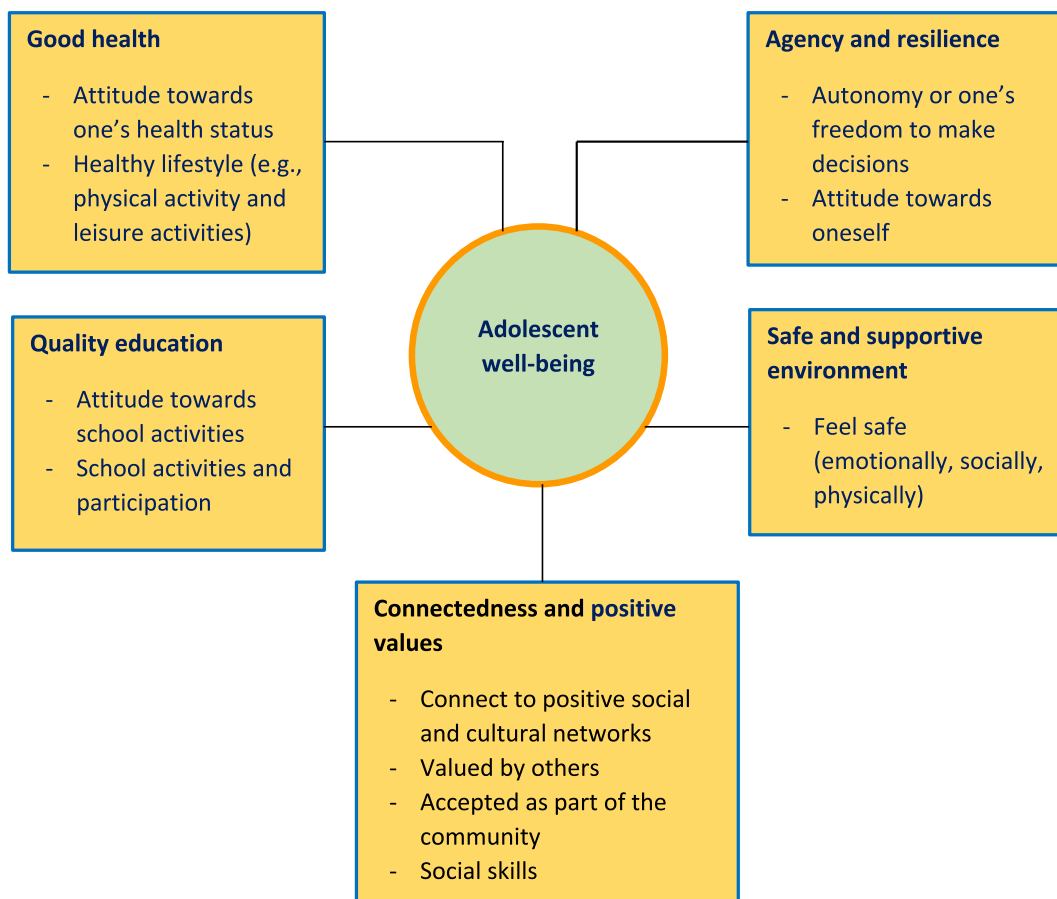 Good health
- Attitude towards
one’s health status
- Healthy lifestyle (e.g.,
physical activity and
leisure activities)
Agency and resilience
- Autonomy or one’s
freedom to make
decisions
- Attitude towards
oneself
Adolescent
well-being
Quality education
- Attitude towards
school activities
- School activities and
participation
Safe and supportive
environment
- Feel safe
(emotionally, socially,
physically)
Connectedness and positive
values
- Connect to positive social
and cultural networks
- Valued by others
- Accepted as part of the
community
- Social skills